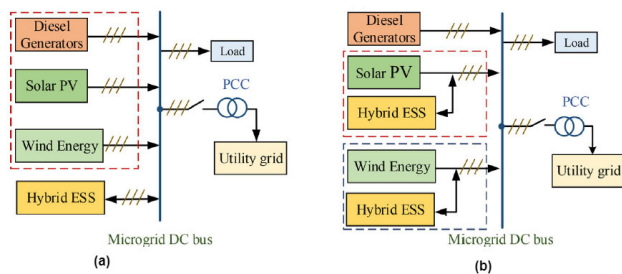 Diesel
Generators
Load
Solar PV
PCC
Wind Energy
Utility grid
Hybrid ESS
Microgrid DC bus
(a)
Diesel
Generators
Load
Solar PV
PCC
Hybrid ESS
Wind Energy
Utility grid
Hybrid ESS
Microgrid DC bus
(b)